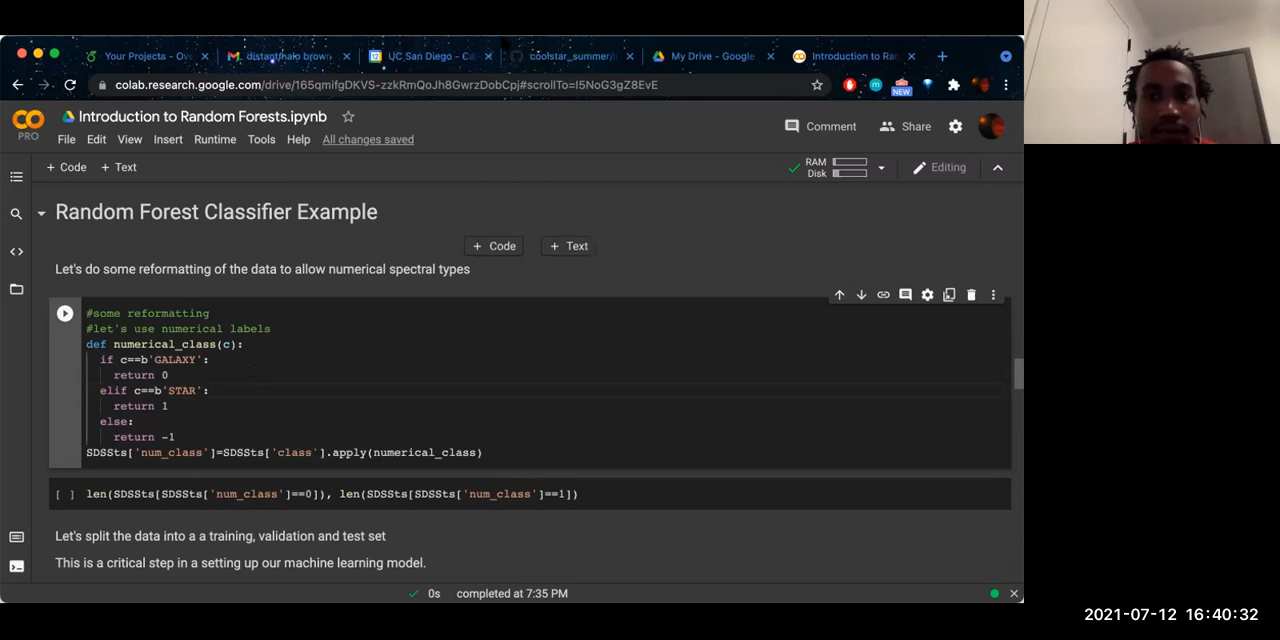 Your Projects - Ove
distantnalo brown
UC San Diego - Ca
coolstar_summer/
My Drive - Google
Introduction to Ran
colab.research.google.com/drive/165qmifgDKVS-zzkRmQoJh8GwrzDobCpj#scrollTo=I5NoG3gZ8EvE
NEW
PRO
Introduction to Random Forests.ipynb
File Edit View Insert Runtime Tools Help All changes saved
Comment
Share
+ Code + Text
RAM
Disk
Editing
Random Forest Classifier Example
+ Code + Text
Let's do some reformatting of the data to allow numerical spectral types
#some reformatting
#let's use numerical labels
def numerical_class(c):
if c==b'GALAXY':
return 0
elif c==b'STAR':
return 1
else:
return -1
SDSSts['num_class']=SDSSts['class'].apply(numerical_class)
[ ] len(SDSSts[SDSSts['num_class']==0]), len(SDSSts[SDSSts['num_class']==1])
Let's split the data into a a training, validation and test set
This is a critical step in a setting up our machine learning model.
0s completed at 7:35 PM
2021-07-12 16:40:32